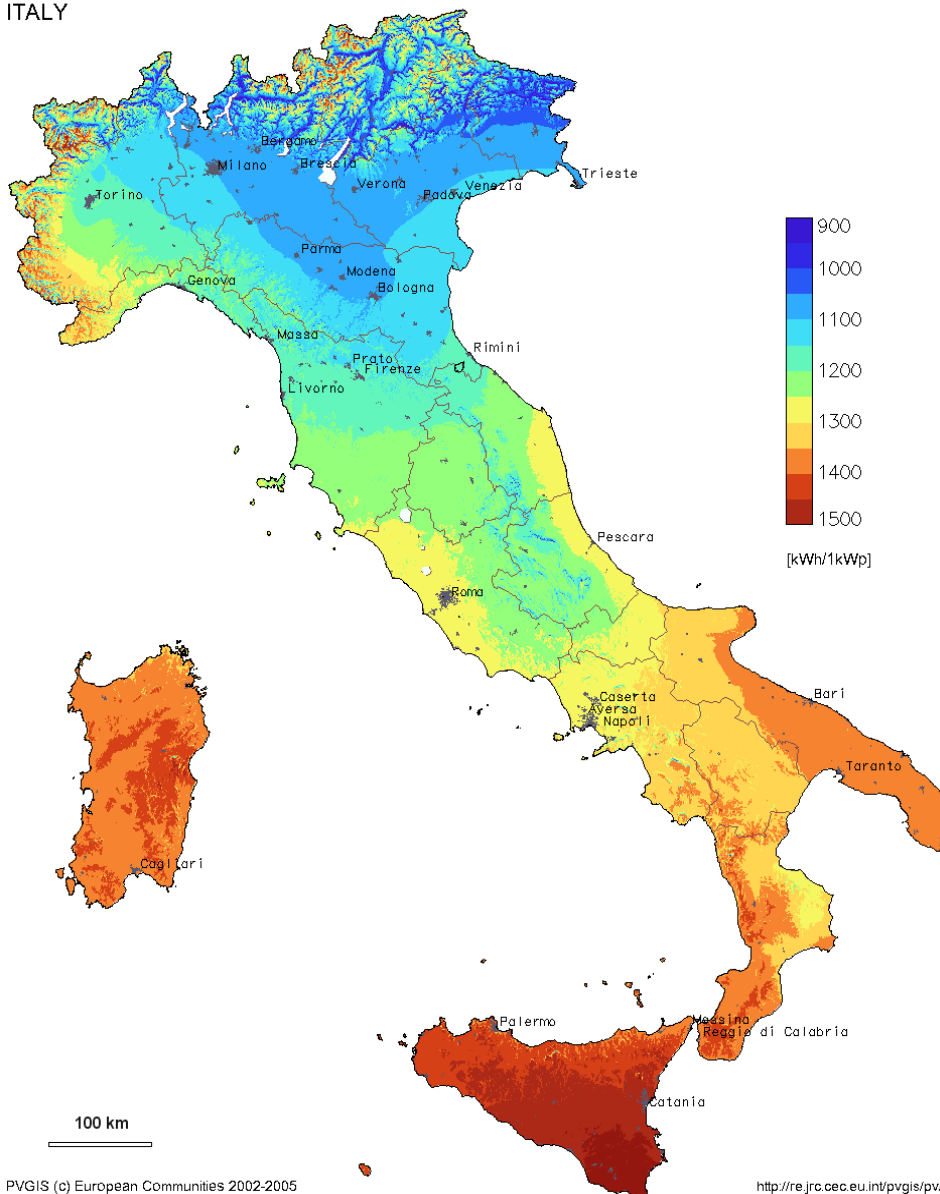 ITALY
Bergamo
Milano
Brescia
Trieste
Verona
Venezia
Padova
Torino
Parma
Modena
Bologna
Genova
Massa
Rimini
Prato
Firenze
Livorno
Pescara
Roma
Caserta
Aversa
Napoli
Bari
Taranto
Cagliari
Palermo
Messina
Reggio di Calabria
Catania
900
1000
1100
1200
1300
1400
1500
[kWh/1kWp]
100 km
PVGIS (c) European Communities 2002-2005
http://re.jrc.cec.eu.int/pvgis/pv/